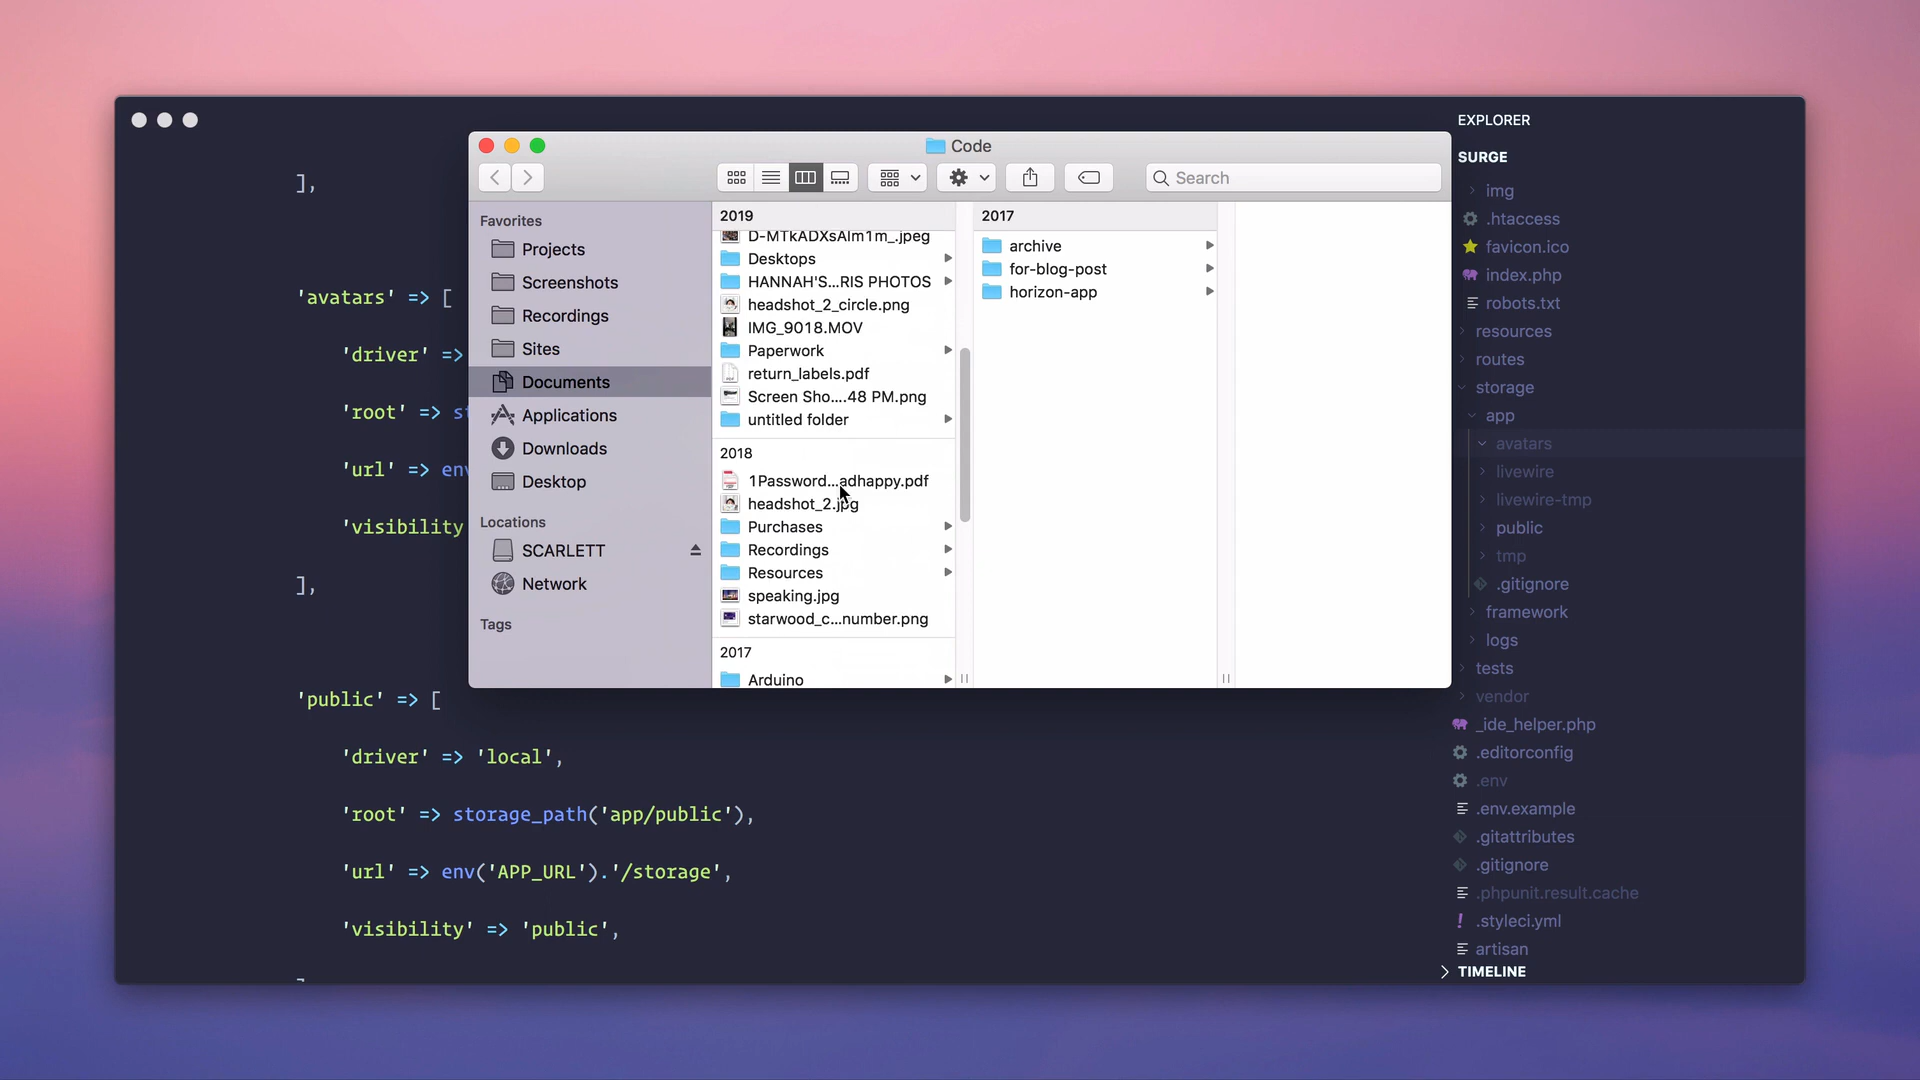 ],
'avatars' => [
'driver' =>
'root' => st
'url' => env
'visibility
],
'public' => [
'driver' => 'local',
'root' => storage_path('app/public'),
'url' => env('APP_URL').'/storage',
'visibility' => 'public',
Code
Search
Favorites
Projects
Screenshots
Recordings
Sites
Documents
Applications
Downloads
Desktop
Locations
SCARLETT
Network
Tags
2019
D-MTkADXsAIm1m_.jpeg
Desktops
HANNAH'S...RIS PHOTOS
headshot_2_circle.png
IMG_9018.MOV
Paperwork
return_labels.pdf
Screen Sho....48 PM.png
untitled folder
2018
1Password...adhappy.pdf
headshot_2.jpg
Purchases
Recordings
Resources
speaking.jpg
starwood_c...number.png
2017
Arduino
2017
archive
for-blog-post
horizon-app
EXPLORER
SURGE
img
.htaccess
favicon.ico
index.php
robots.txt
resources
routes
storage
app
avatars
livewire
livewire-tmp
public
tmp
.gitignore
framework
logs
tests
vendor
_ide_helper.php
.editorconfig
.env
.env.example
.gitattributes
.gitignore
.phpunit.result.cache
.styleci.yml
artisan
TIMELINE